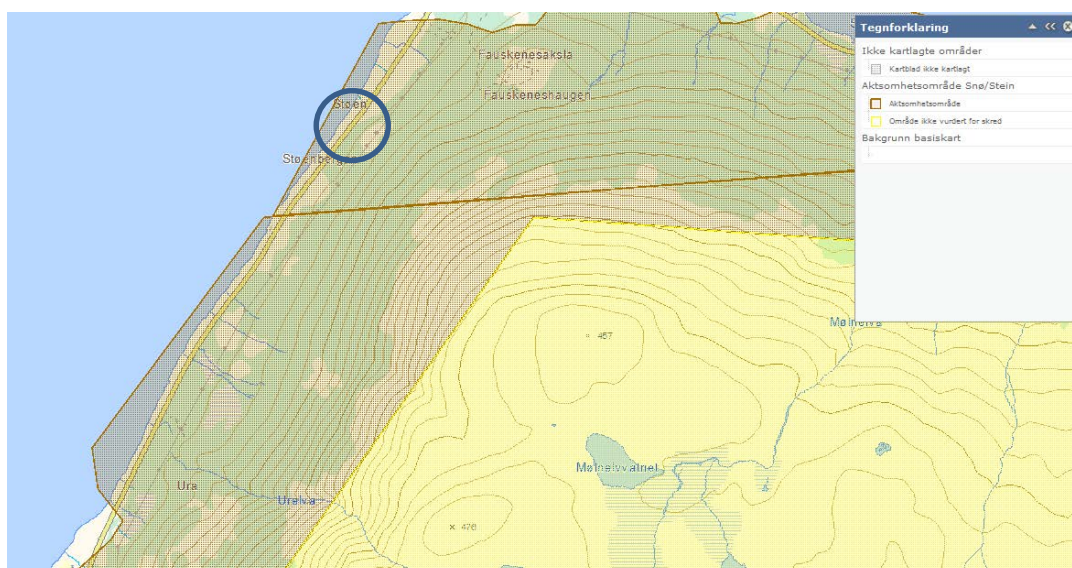 Tegnforklaring
Ikke kartlagte områder
Kartblad ikke kartlagt
Aktsomhetsområde Snø/Stein
Aktsomhetsområde
Område ikke vurdert for skred
Bakgrunn basiskart
Fauskenesaksla
Fauskeneshaugen
Støen
457
Mølnelva
Mølnelvvatnet
Ura
Urelva
476